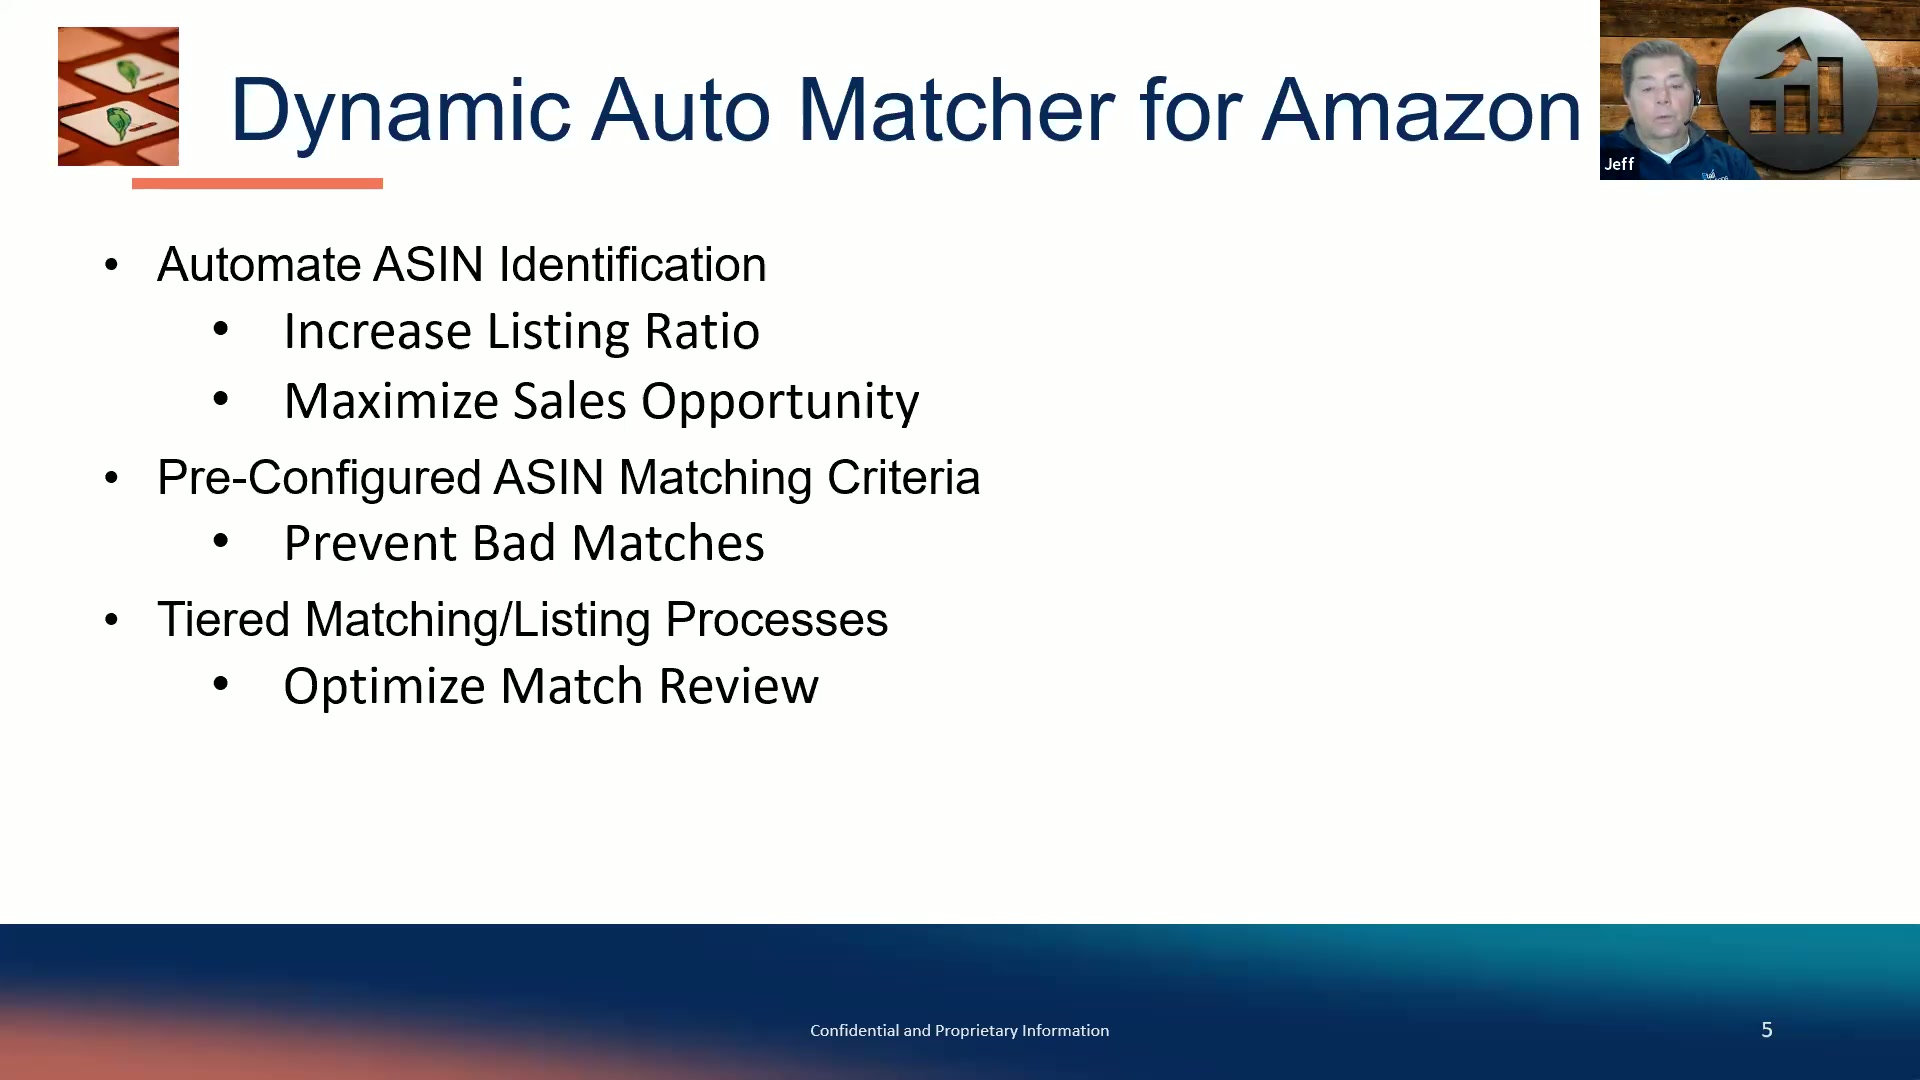 Dynamic Auto Matcher for Amazon
Jeff
• Automate ASIN Identification
• Increase Listing Ratio
• Maximize Sales Opportunity
• Pre-Configured ASIN Matching Criteria
• Prevent Bad Matches
• Tiered Matching/Listing Processes
• Optimize Match Review
Confidential and Proprietary Information
5